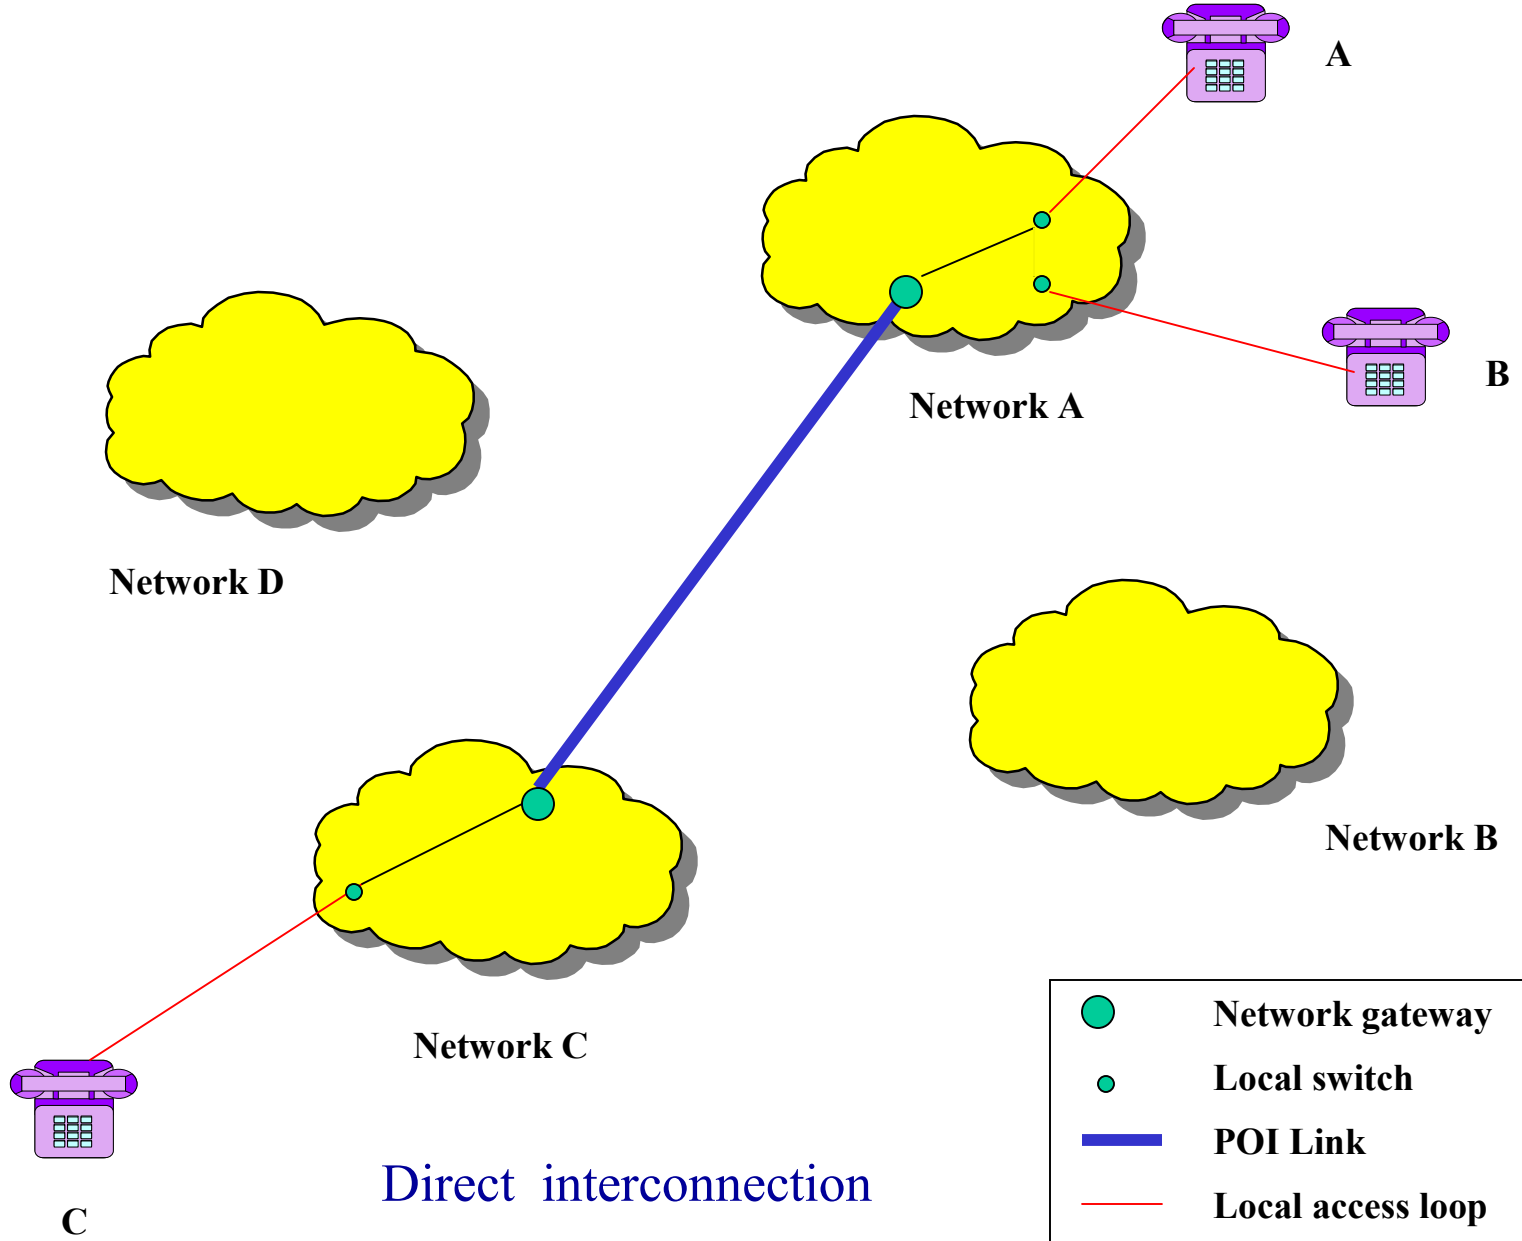 A
B
Network A
Network D
Network B
Network C
C
Direct interconnection
Network gateway
Local switch
POI Link
Local access loop